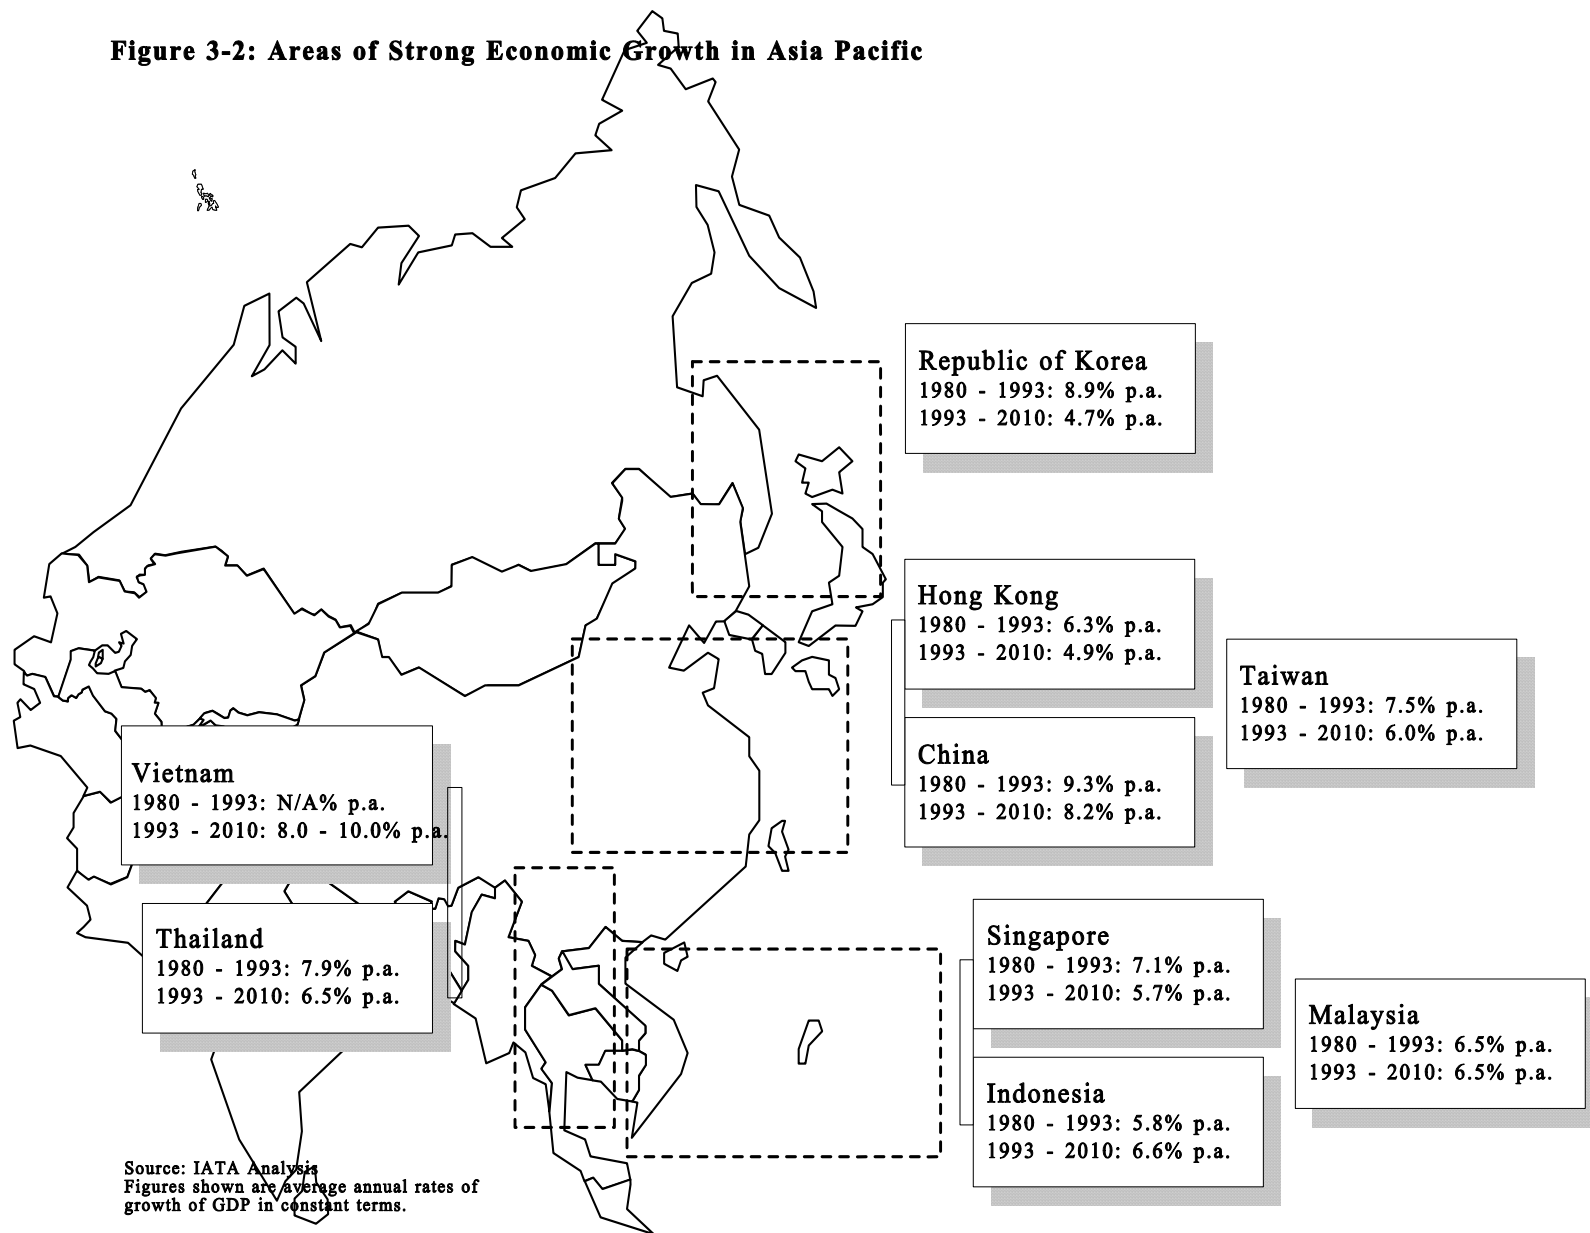 Figure 3-2: Areas of Strong Economic Growth in Asia Pacific
Republic of Korea
1980 - 1993: 8.9% p.a.
1993 - 2010: 4.7% p.a.
Hong Kong
1980 - 1993: 6.3% p.a.
1993 - 2010: 4.9% p.a.
Taiwan
1980 - 1993: 7.5% p.a.
1993 - 2010: 6.0% p.a.
China
1980 - 1993: 9.3% p.a.
1993 - 2010: 8.2% p.a.
Vietnam
1980 - 1993: N/A% p.a.
1993 - 2010: 8.0 - 10.0% p.a.
Thailand
1980 - 1993: 7.9% p.a.
1993 - 2010: 6.5% p.a.
Singapore
1980 - 1993: 7.1% p.a.
1993 - 2010: 5.7% p.a.
Malaysia
1980 - 1993: 6.5% p.a.
1993 - 2010: 6.5% p.a.
Indonesia
1980 - 1993: 5.8% p.a.
1993 - 2010: 6.6% p.a.
Source: IATA Analysis
Figures shown are average annual rates of
growth of GDP in constant terms.